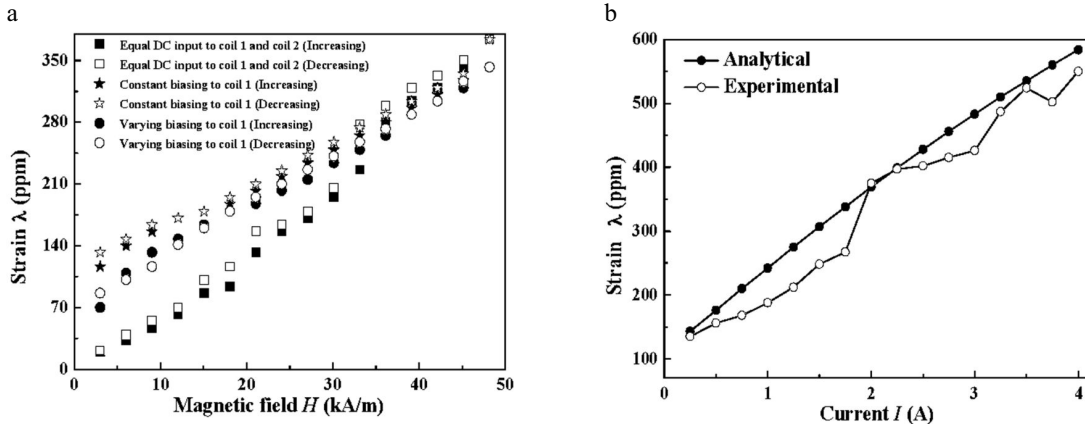 a
350
280
210
140
70
0
Strain λ (ppm)
Equal DC input to coil 1 and coil 2 (Increasing)
Equal DC input to coil 1 and coil 2 (Decreasing)
Constant biasing to coil 1 (Increasing)
Constant biasing to coil 1 (Decreasing)
Varying biasing to coil 1 (Increasing)
Varying biasing to coil 1 (Decreasing)
0 10 20 30 40 50
Magnetic field H (kA/m)
b
600
500
400
300
200
100
Strain λ (ppm)
Analytical
Experimental
0 1 2 3 4
Current I (A)